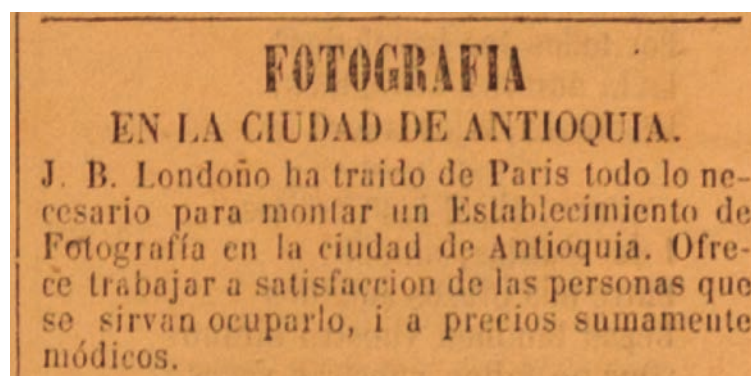 FOTOGRAFIA
EN LA CIUDAD DE ANTIOQUIA.
J. B. Londoño ha traido de Paris todo lo ne-
cesario para montar un Establecimiento de
Fotografía en la ciudad de Antioquia. Ofre-
ce trabajar a satisfaccion de las personas que
se sirvan ocuparlo, i a precios sumamente
módicos.